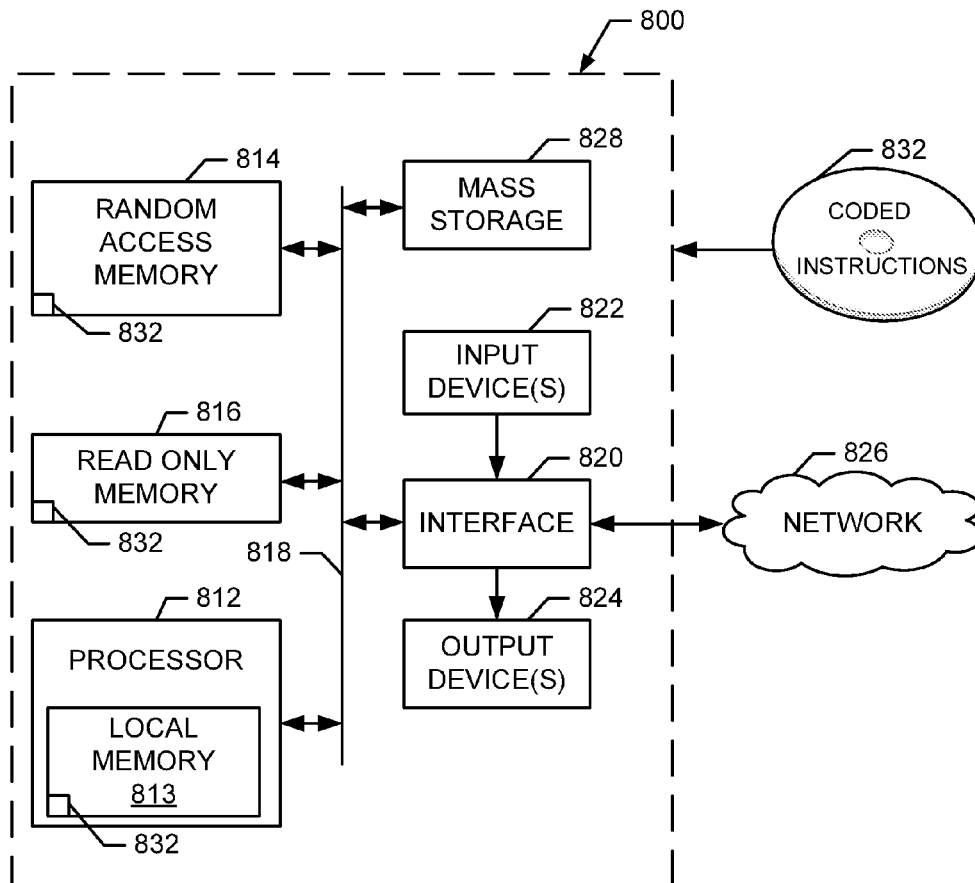 800
814
RANDOM
ACCESS
MEMORY
832
828
MASS
STORAGE
832
CODED
INSTRUCTIONS
822
INPUT
DEVICE(S)
816
READ ONLY
MEMORY
832
818
820
INTERFACE
826
NETWORK
812
PROCESSOR
LOCAL
MEMORY
813
832
824
OUTPUT
DEVICE(S)